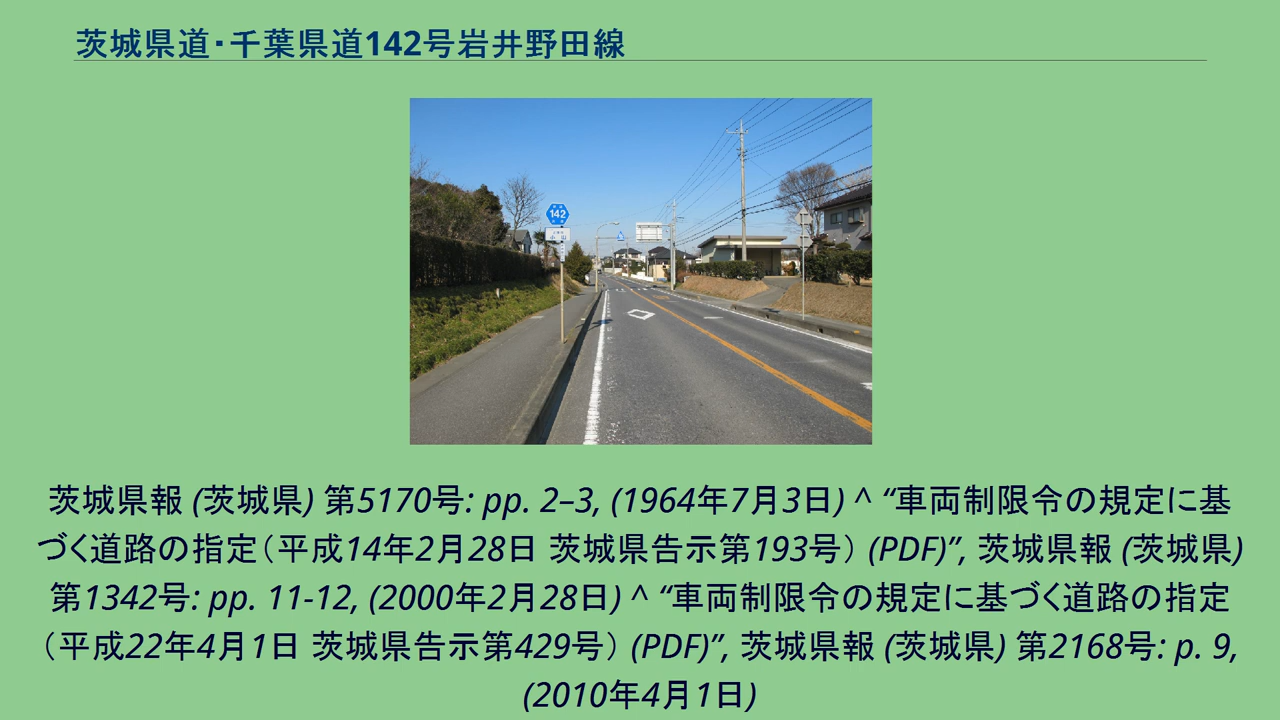 茨城県道・千葉県道142号岩井野田線
142
茨城県報 (茨城県) 第5170号: pp. 2–3, (1964年7月3日) ^ “車両制限令の規定に基
づく道路の指定（平成14年2月28日 茨城県告示第193号） (PDF)”, 茨城県報 (茨城県)
第1342号: pp. 11-12, (2000年2月28日) ^ “車両制限令の規定に基づく道路の指定
（平成22年4月1日 茨城県告示第429号） (PDF)”, 茨城県報 (茨城県) 第2168号: p. 9,
(2010年4月1日)